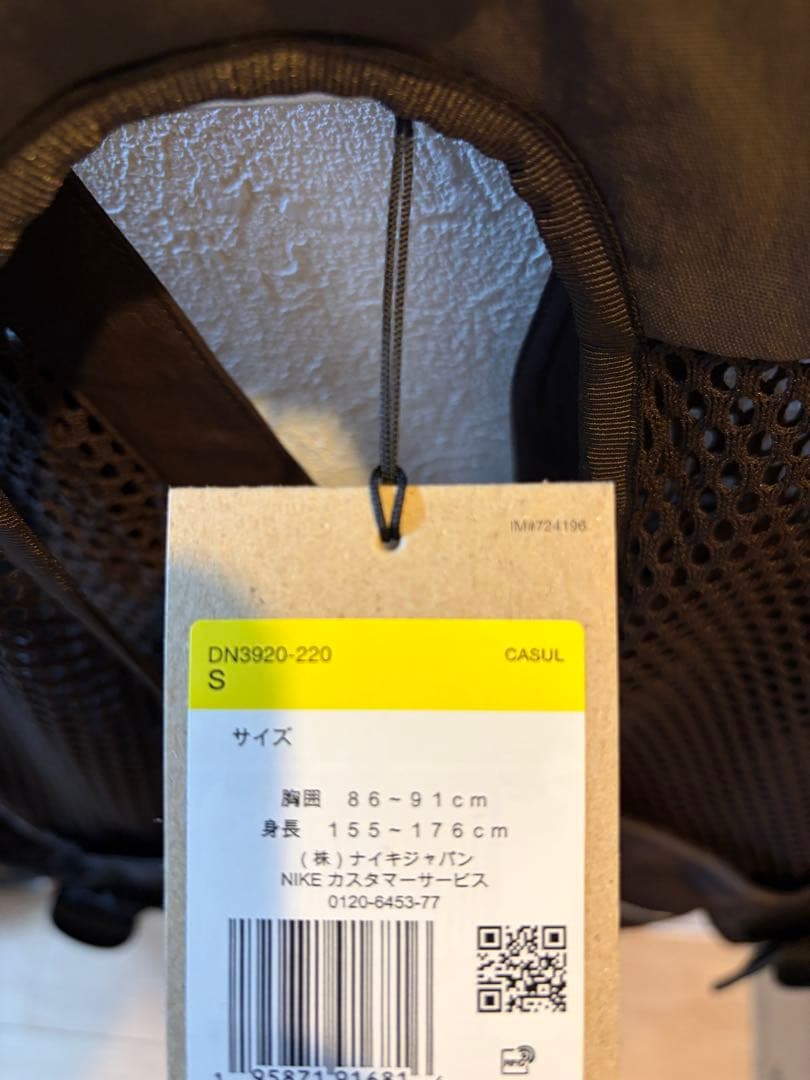 IM#724196
DN3920-220 CASUL
S
サイズ
胸囲 86~91cm
身長 155~176cm
(株)ナイキジャパン
NIKE カスタマーサービス
0120-6453-77
RFID